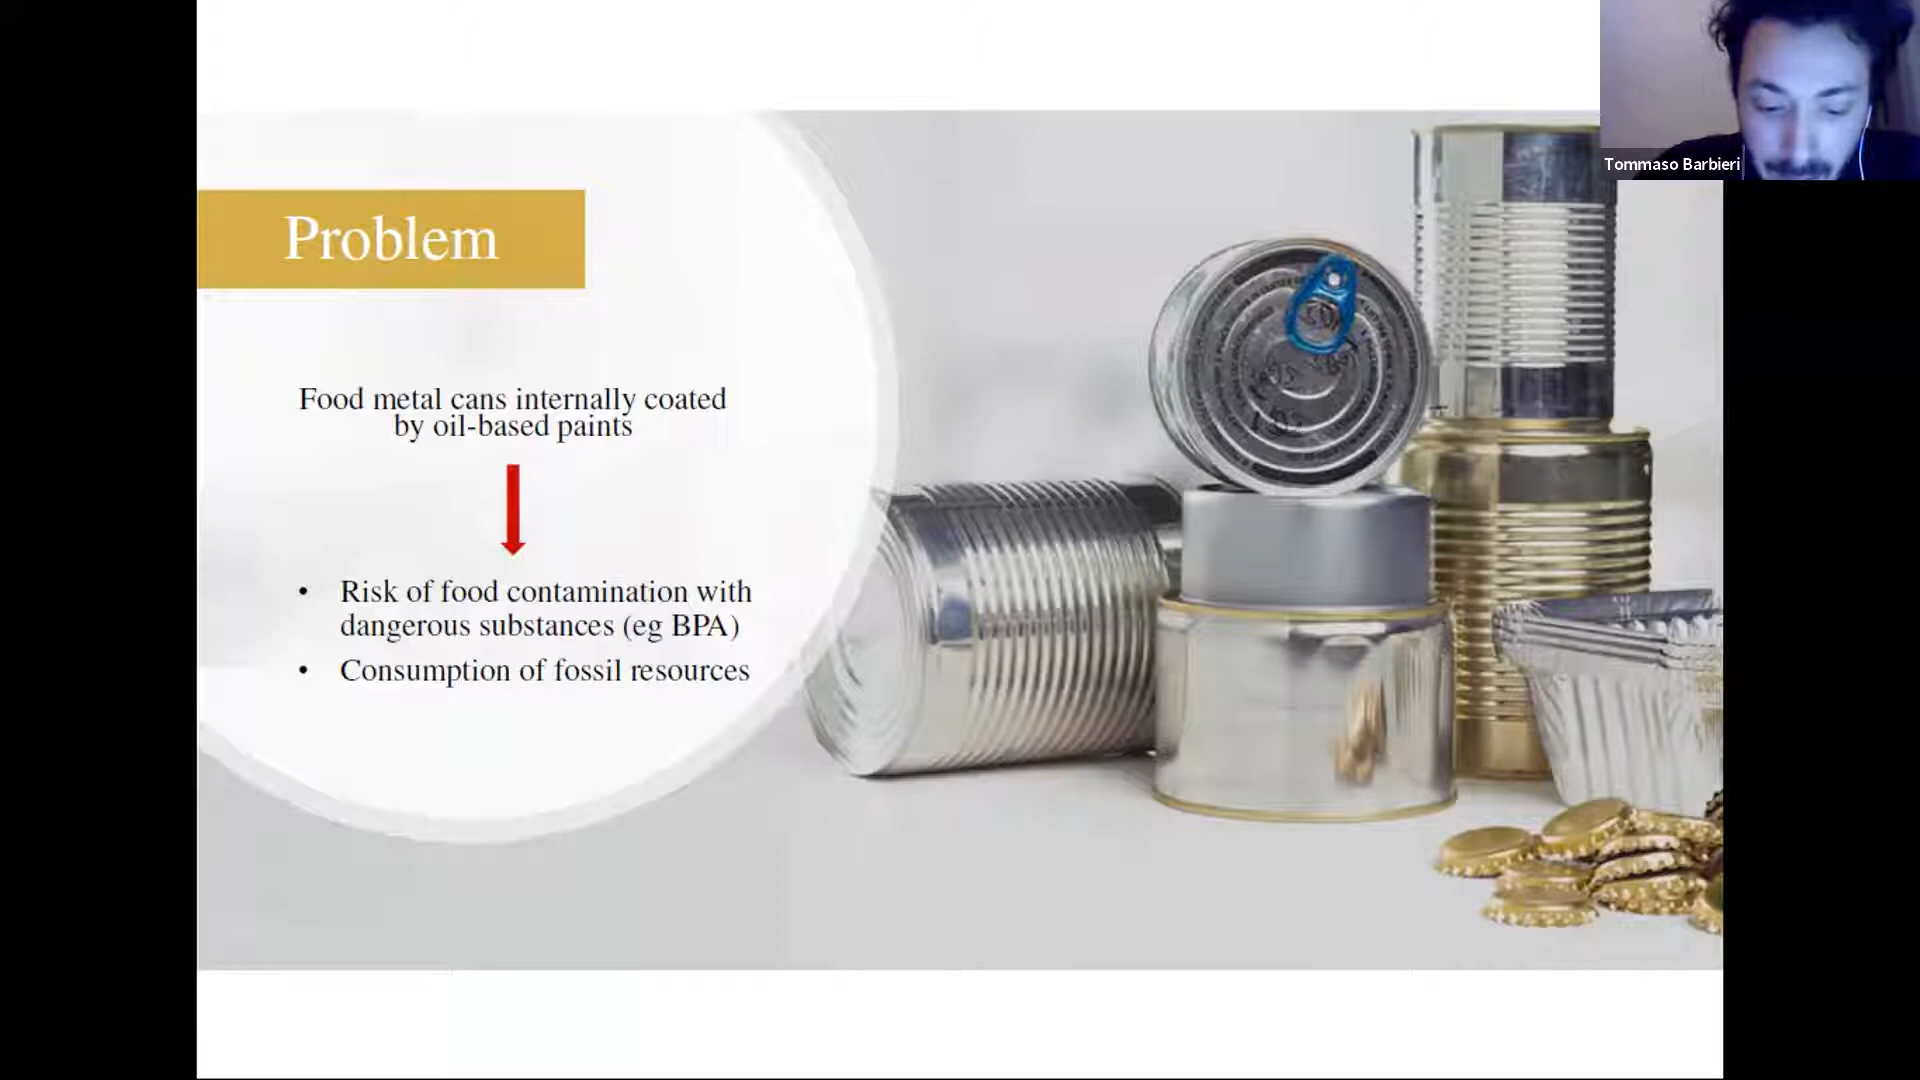 Problem
Food metal cans internally coated
by oil-based paints
• Risk of food contamination with
dangerous substances (eg BPA)
• Consumption of fossil resources
Tommaso Barbieri